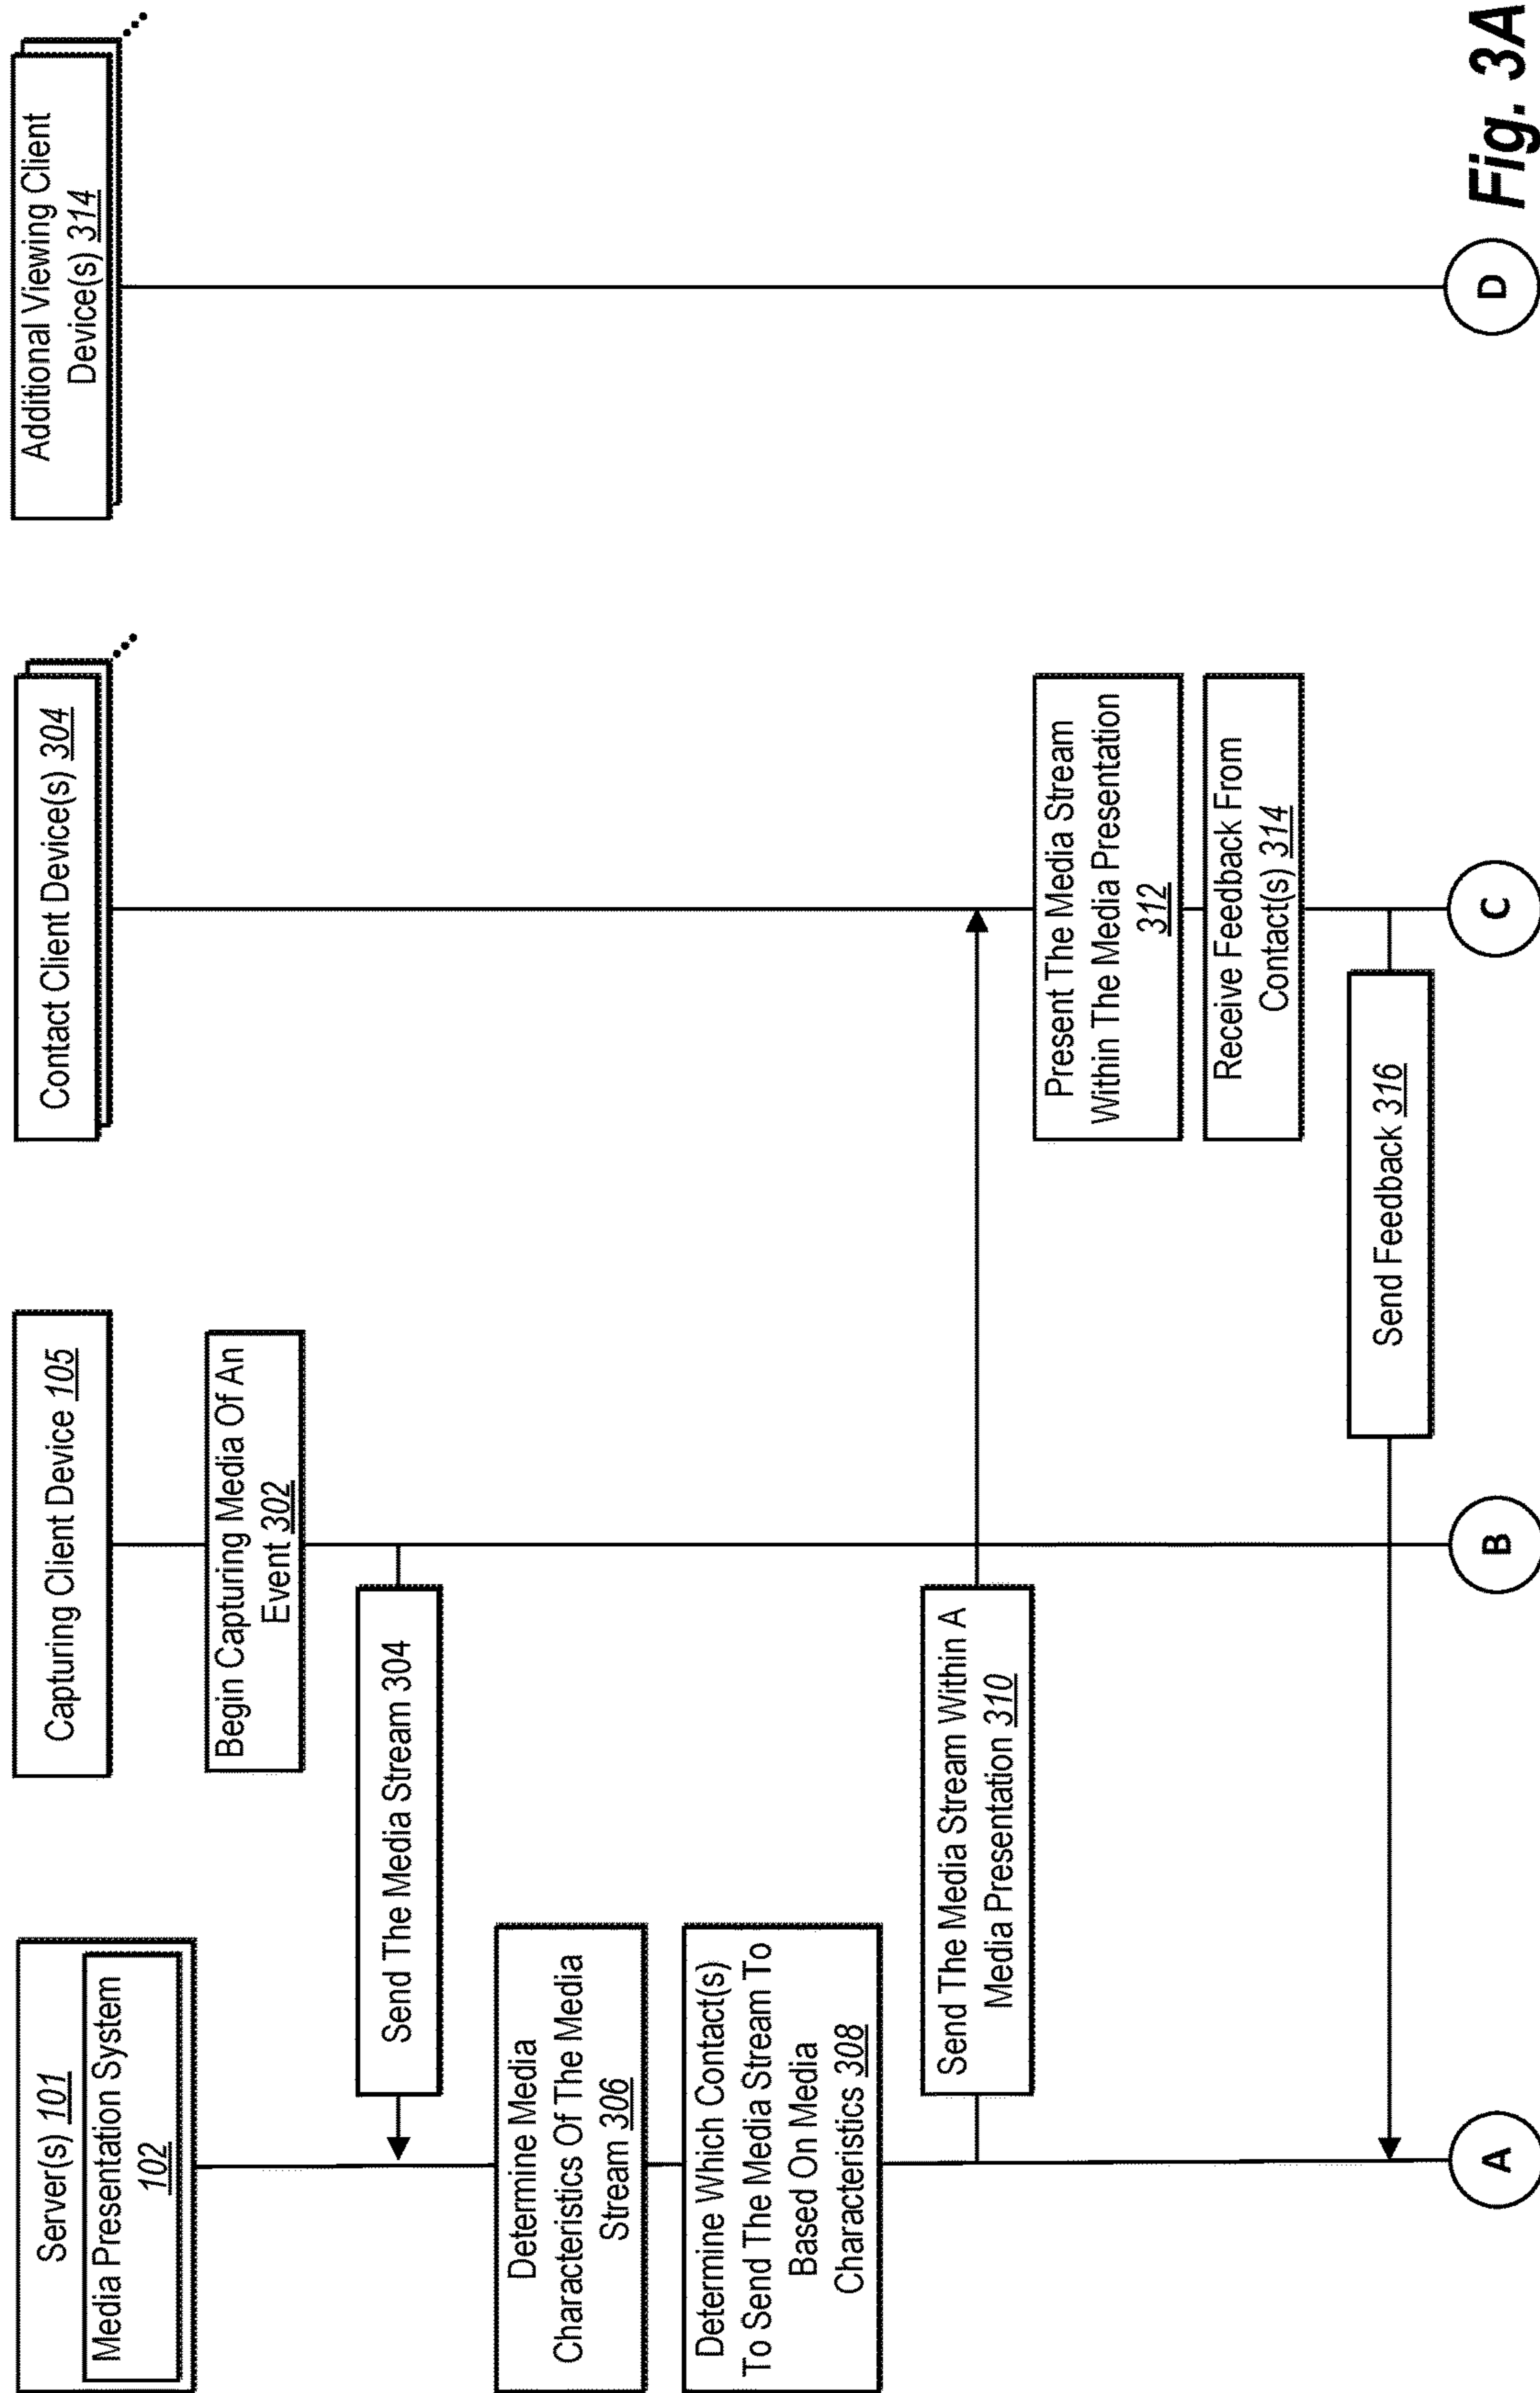 Server(s) 101
Media Presentation System
102
Capturing Client Device 105
Contact Client Device(s) 304
Additional Viewing Client
Device(s) 314
Begin Capturing Media Of An
Event 302
Send The Media Stream 304
Determine Media
Characteristics Of The Media
Stream 306
Determine Which Contact(s)
To Send The Media Stream To
Based On Media
Characteristics 308
Send The Media Stream Within A
Media Presentation 310
Present The Media Stream
Within The Media Presentation
312
Receive Feedback From
Contact(s) 314
Send Feedback 316
A
B
C
D
Fig. 3A